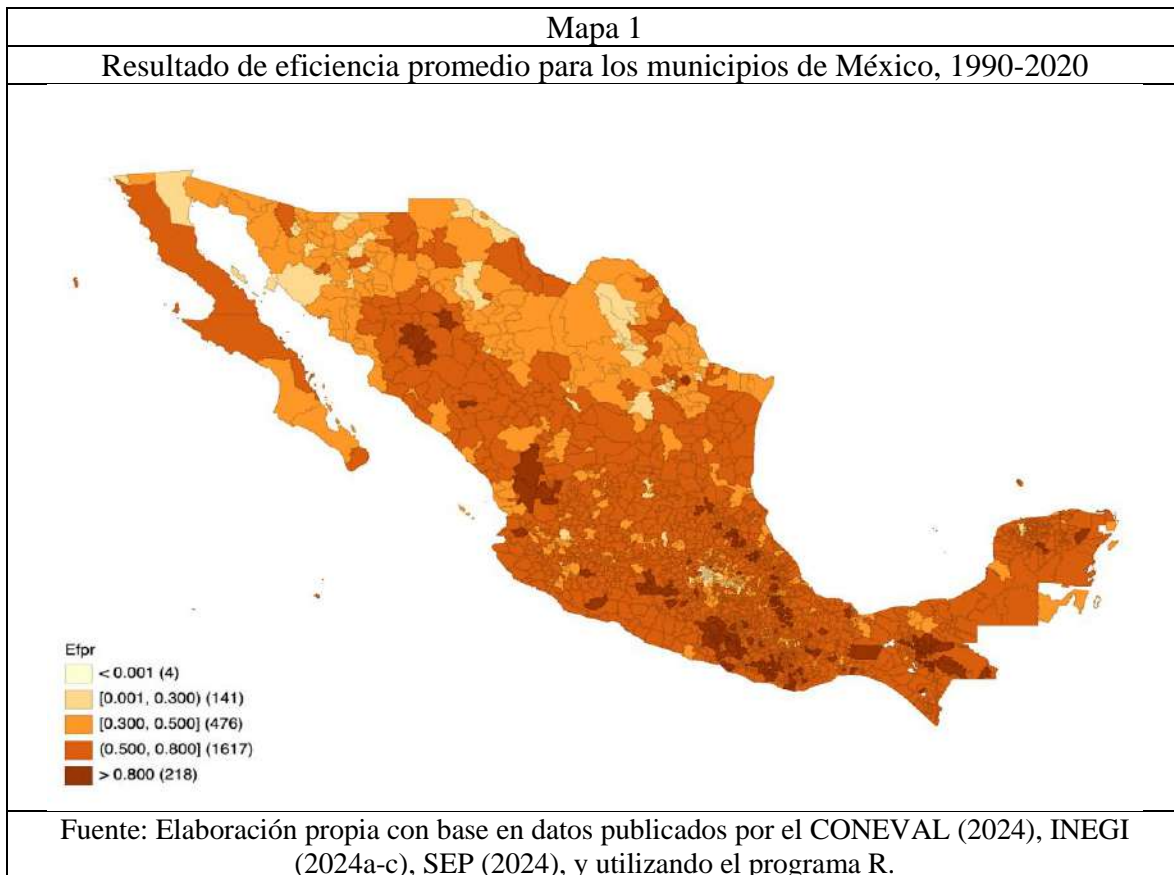 Mapa 1
Resultado de eficiencia promedio para los municipios de México, 1990-2020
Efpr
< 0.001 (4)
[0.001, 0.300) (141)
[0.300, 0.500] (476)
(0.500, 0.800] (1617)
> 0.800 (218)
Fuente: Elaboración propia con base en datos publicados por el CONEVAL (2024), INEGI
(2024a-c), SEP (2024), y utilizando el programa R.